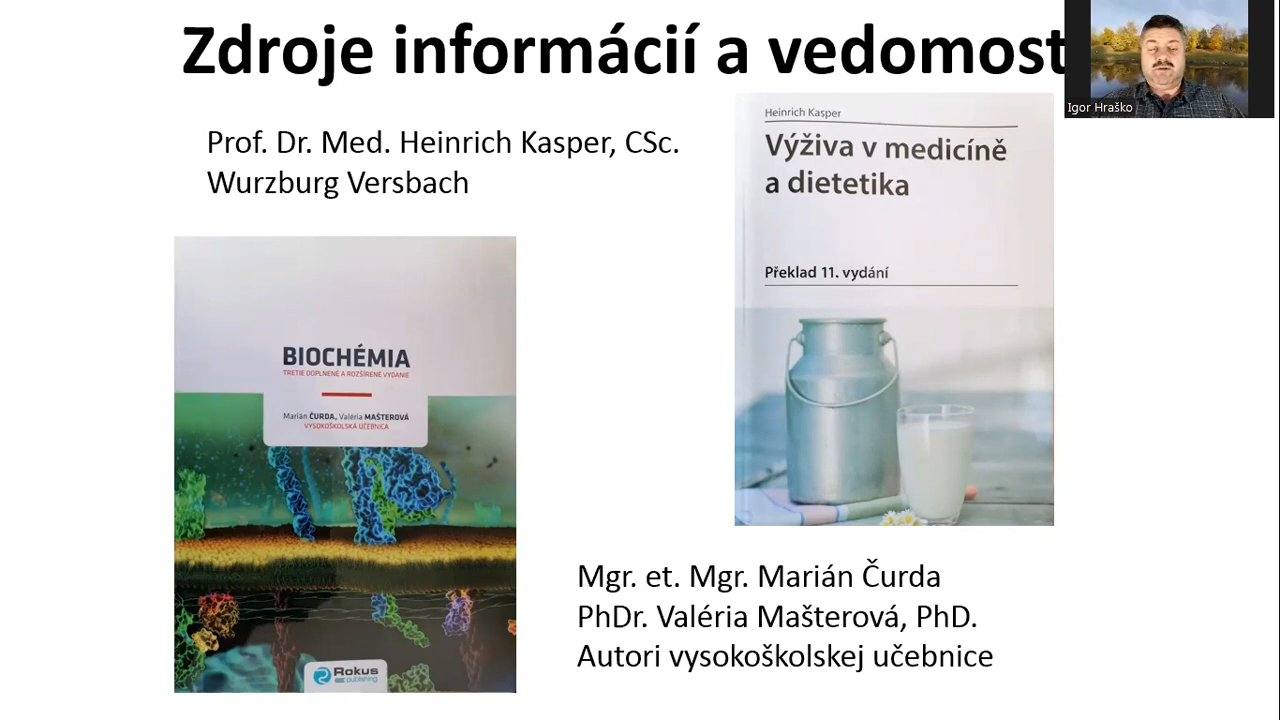 Zdroje informácií a vedomost
Igor Hraško
Prof. Dr. Med. Heinrich Kasper, CSc.
Wurzburg Versbach
Heinrich Kasper
Výživa v medicíně
a dietetika
Překlad 11. vydání
BIOCHÉMIA
TRETIE DOPLNENÉ A ROZŠÍRENÉ VYDANIE
Marián ČURDA, Valéria MAŠTEROVÁ
VYSOKOŠKOLSKÁ UČEBNICA
Rokus
publishing
Mgr. et. Mgr. Marián Čurda
PhDr. Valéria Mašterová, PhD.
Autori vysokoškolskej učebnice